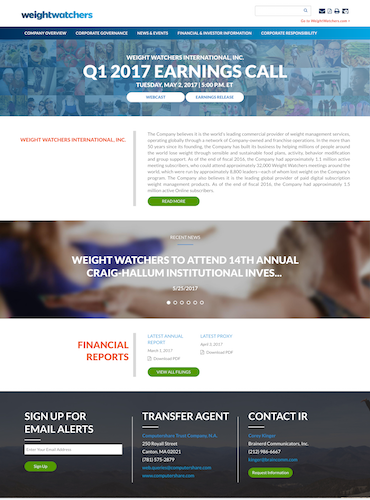 weightwatchers
Go to WeightWatchers.com >
COMPANY OVERVIEW CORPORATE GOVERNANCE NEWS & EVENTS FINANCIAL & INVESTOR INFORMATION CORPORATE RESPONSIBILITY
WEIGHT WATCHERS INTERNATIONAL, INC.
Q1 2017 EARNINGS CALL
TUESDAY, MAY 2, 2017 | 5:00 P.M. ET
WEBCAST EARNINGS RELEASE
WEIGHT WATCHERS INTERNATIONAL, INC.
The Company believes it is the world's leading commercial provider of weight management services,
operating globally through a network of Company-owned and franchise operations. In the more than
50 years since its founding, the Company has built its business by helping millions of people around
the world lose weight through sensible and sustainable food plans, activity, behavior modification
and group support. As of the end of fiscal 2016, the Company had approximately 1.1 million active
meeting subscribers, who could attend approximately 32,000 Weight Watchers meetings around the
world, which were run by approximately 8,800 leaders—each of whom lost weight on the Company's
program. The Company also believes it is the leading global provider of paid digital subscription
weight management products. As of the end of fiscal 2016, the Company had approximately 1.5
million active Online subscribers.
READ MORE
RECENT NEWS
WEIGHT WATCHERS TO ATTEND 14TH ANNUAL
CRAIG-HALLUM INSTITUTIONAL INVES...
5/25/2017
FINANCIAL
REPORTS
LATEST ANNUAL
REPORT
March 1, 2017
Download PDF
LATEST PROXY
April 3, 2017
Download PDF
VIEW ALL FILINGS
SIGN UP FOR
EMAIL ALERTS
Enter Your Email Address
Sign Up
TRANSFER AGENT
Computershare Trust Company, N.A.
250 Royall Street
Canton, MA 02021
(781) 575-2879
web.queries@computershare.com
www.computershare.com
CONTACT IR
Corey Kinger
Brainerd Communicators, Inc.
(212) 986-6667
kinger@braincomm.com
Request Information